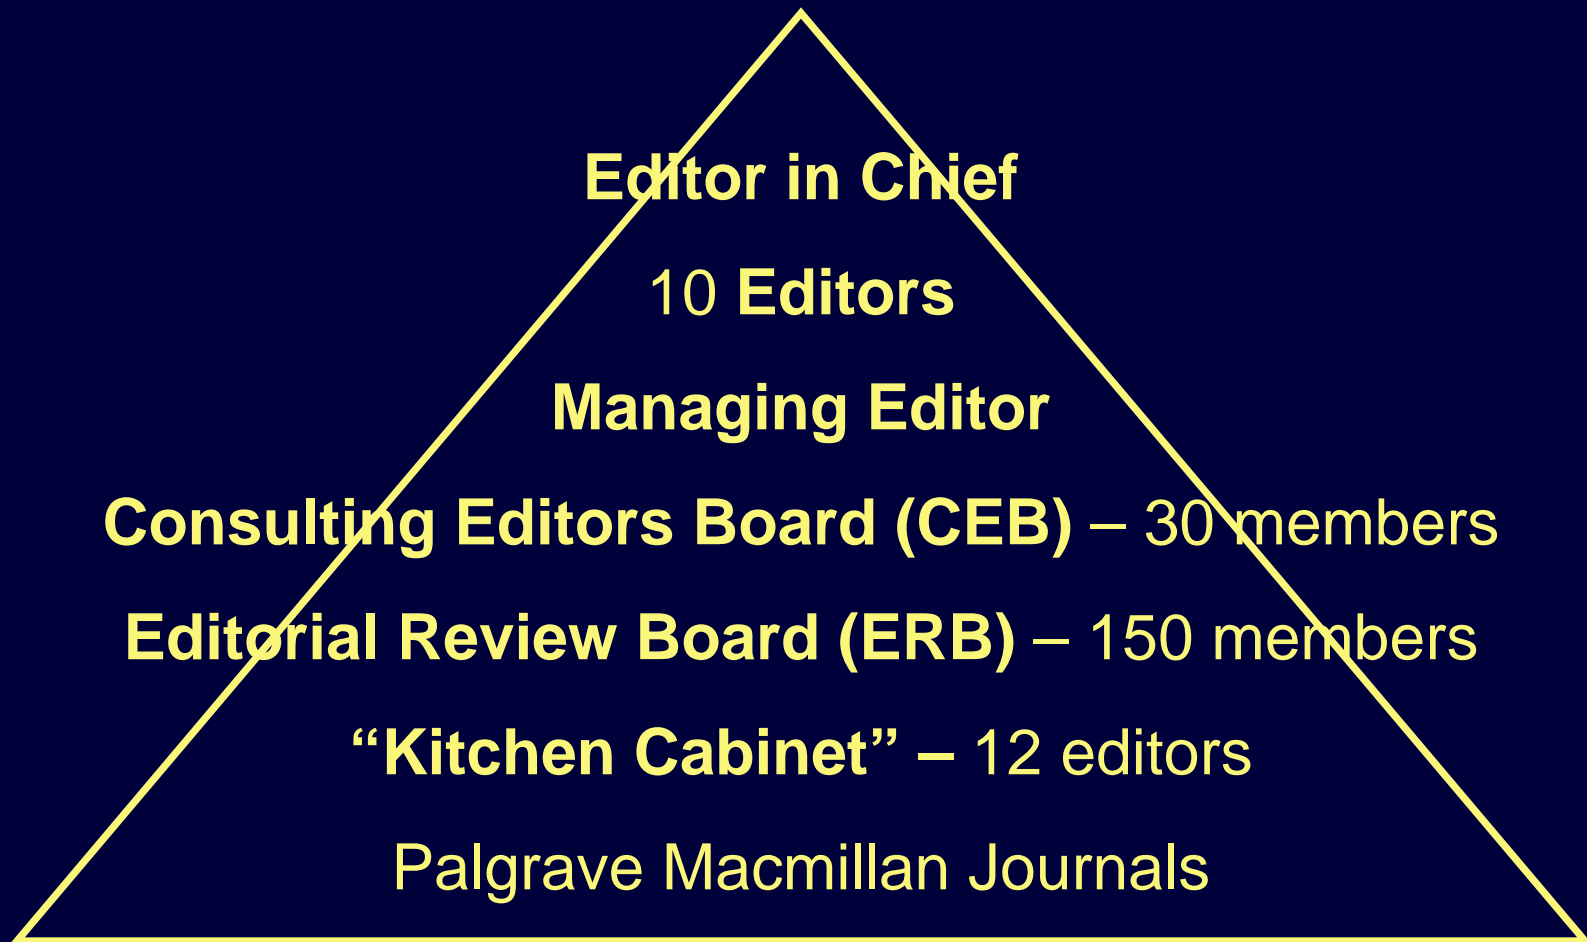 Editor in Chief
10 Editors
Managing Editor
Consulting Editors Board (CEB) – 30 members
Editorial Review Board (ERB) – 150 members
“Kitchen Cabinet” – 12 editors
Palgrave Macmillan Journals